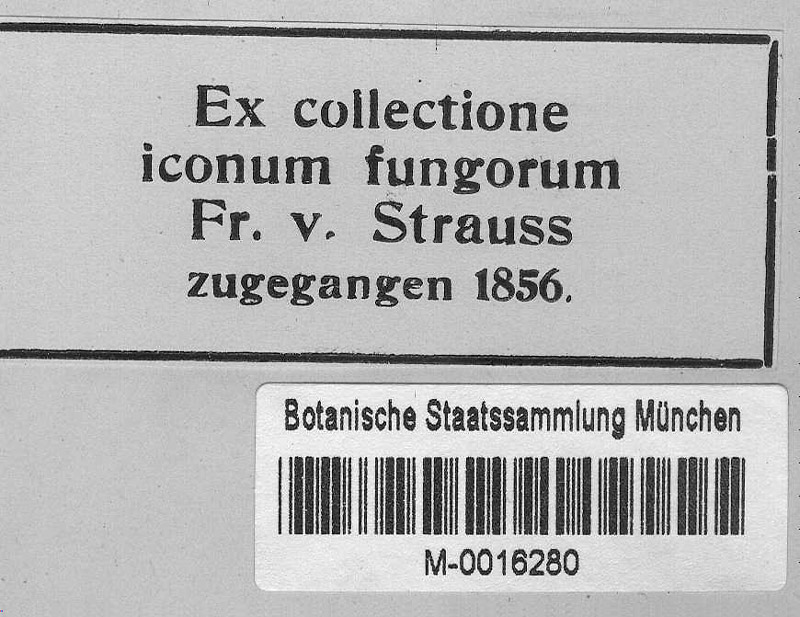 Ex collectione
iconum fungorum
Fr. v. Strauss
zugegangen 1856.
Botanische Staatssammlung München
M-0016280